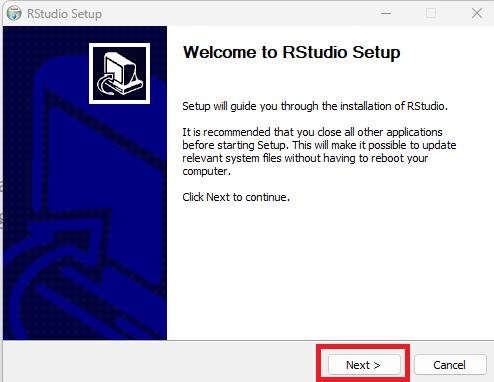 RStudio Setup
Welcome to RStudio Setup
Setup will guide you through the installation of RStudio.
It is recommended that you close all other applications
before starting Setup. This will make it possible to update
relevant system files without having to reboot your
computer.
Click Next to continue.
Next >
Cancel